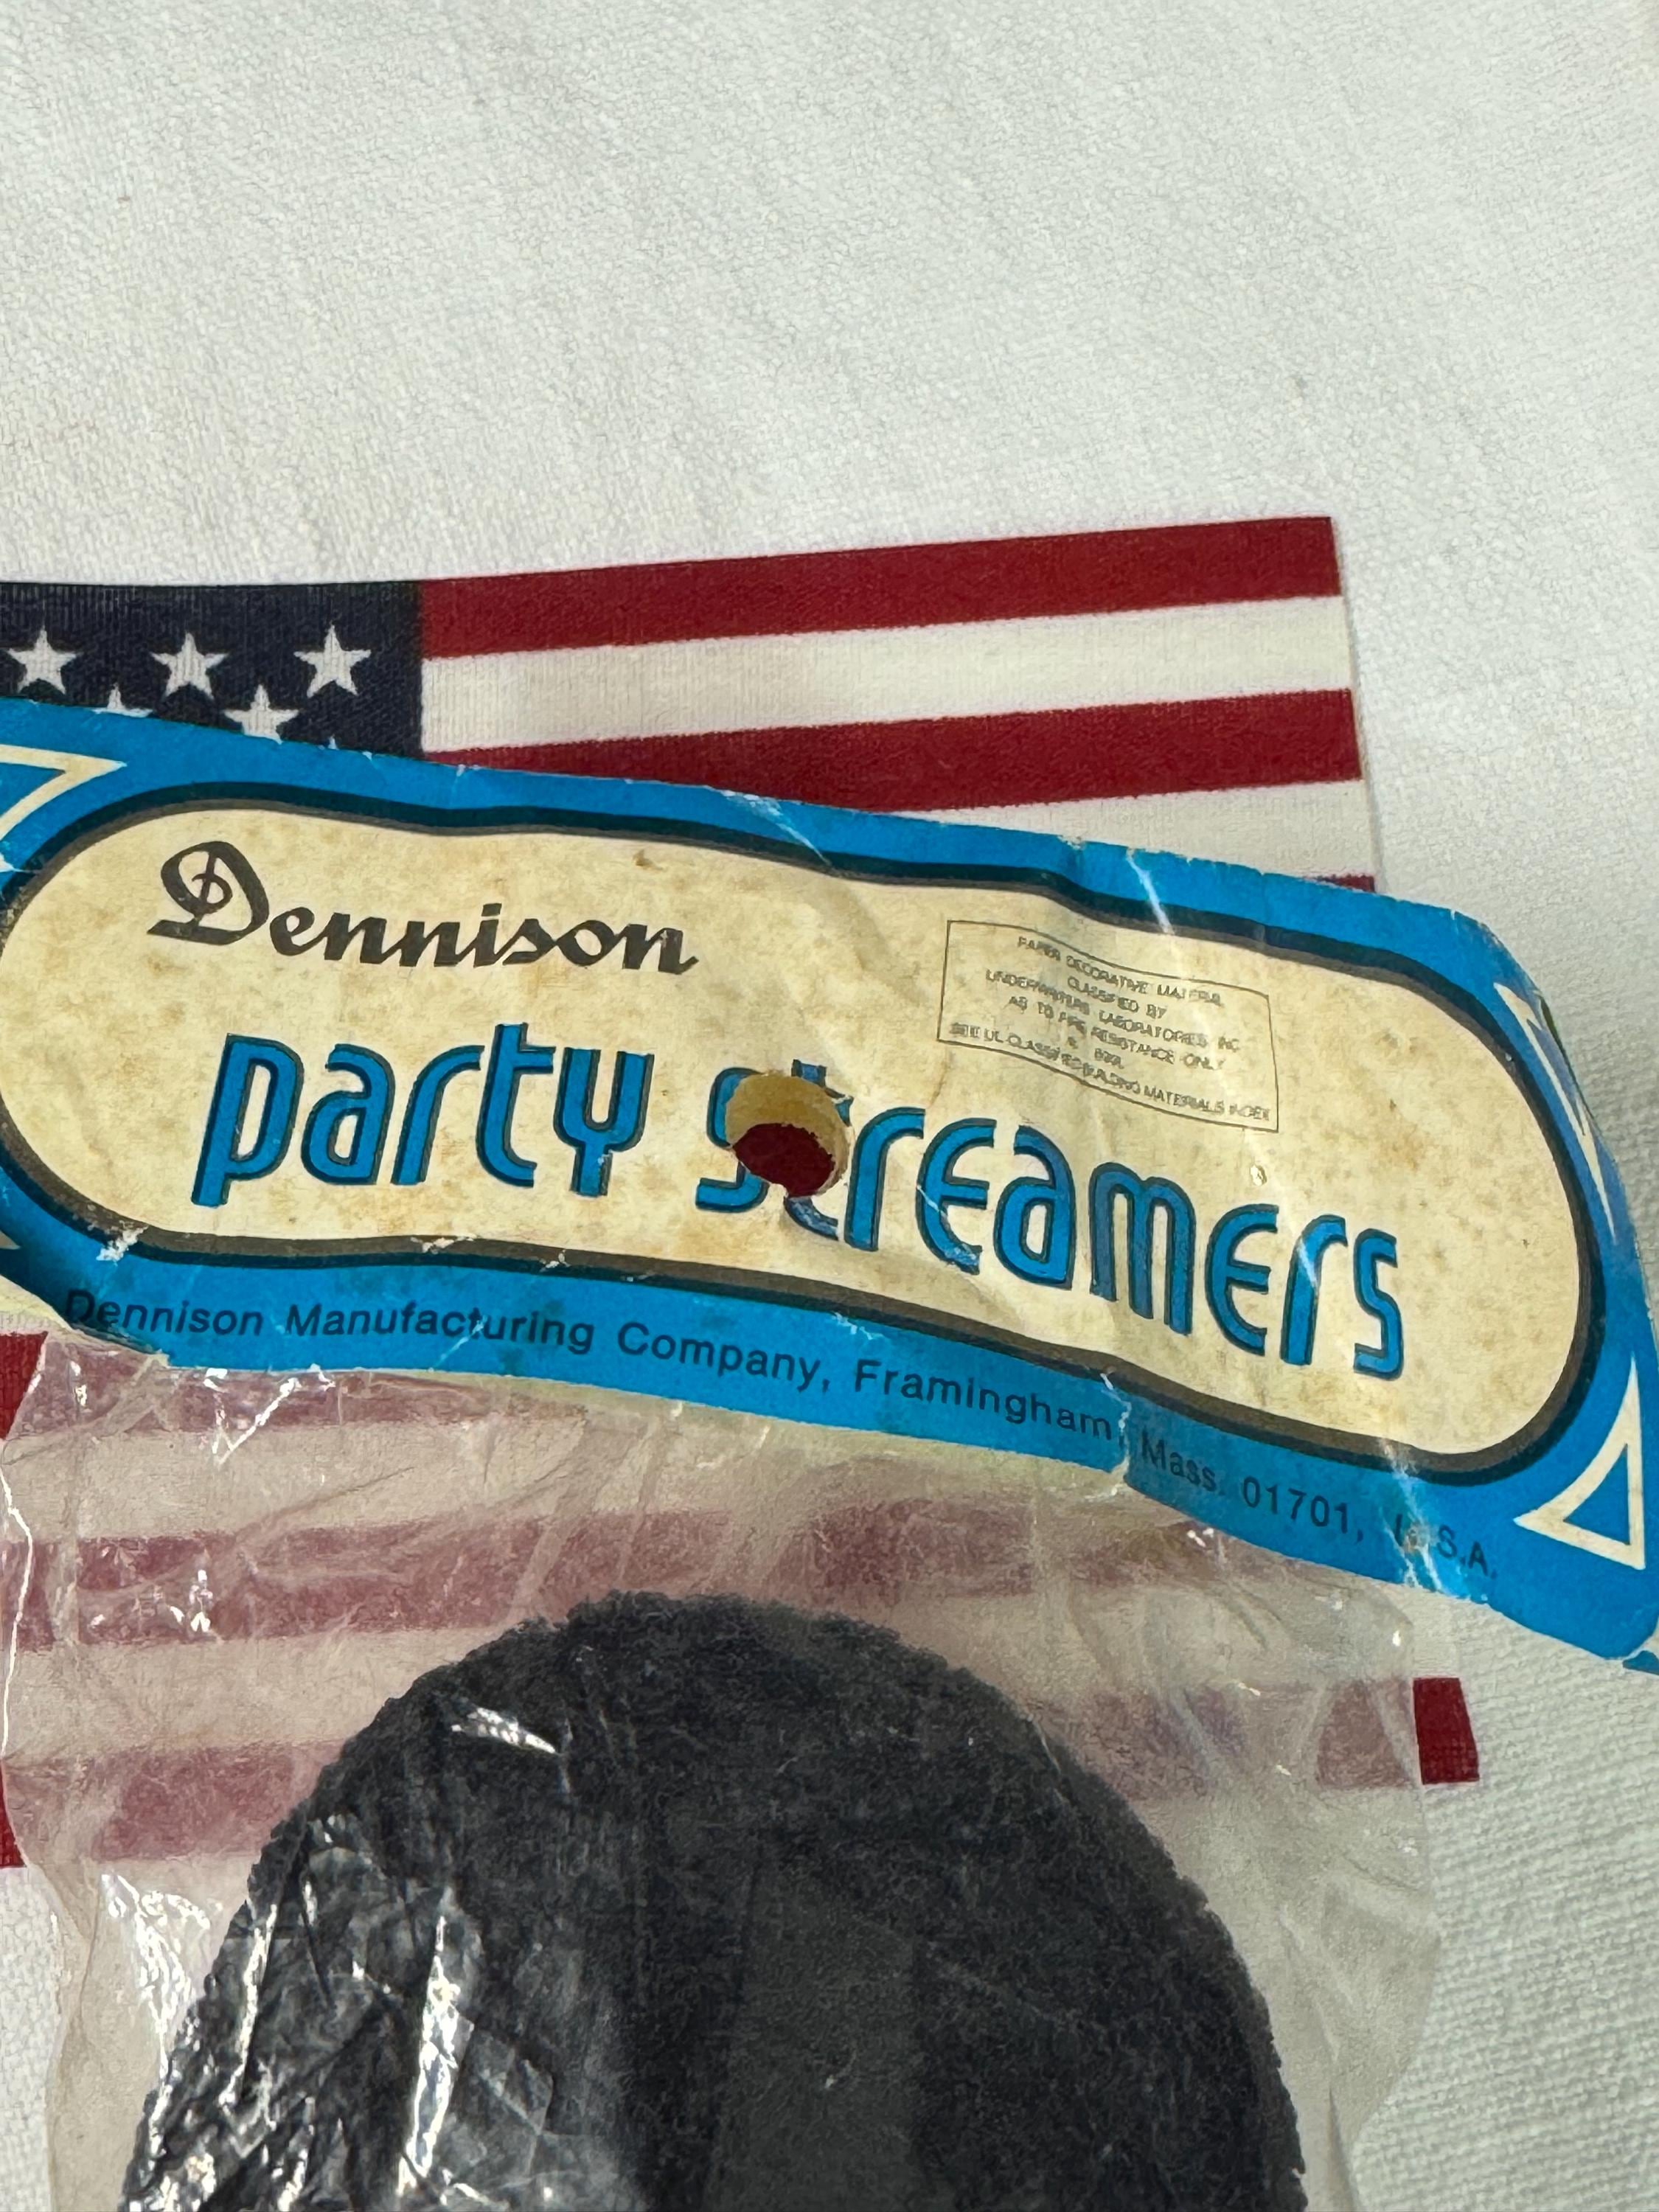 Dennison
party streamers
PAPER DECORATIVE MATERIAL
CLASSIFIED BY
UNDERWRITERS LABORATORIES INC.
AS TO FIRE RESISTANCE ONLY
SEE UL CLASSIFIED BUILDING MATERIALS INDEX
Dennison Manufacturing Company, Framingham, Mass. 01701, U.S.A.